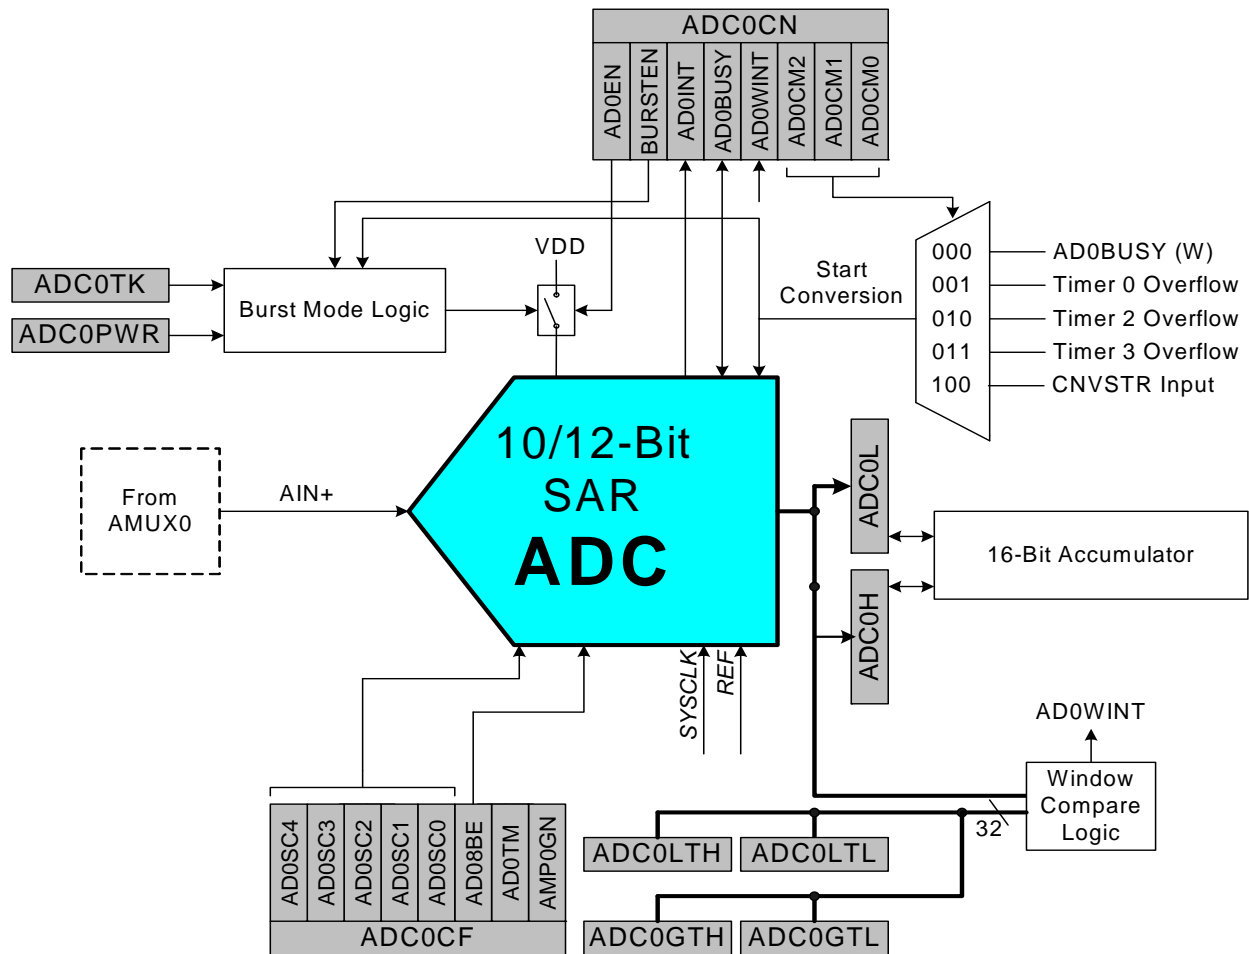 ADC0CN
AD0EN
BURSTEN
AD0INT
AD0BUSY
AD0WINT
AD0CM2
AD0CM1
AD0CM0
VDD
Start
Conversion
000
AD0BUSY (W)
001
Timer 0 Overflow
010
Timer 2 Overflow
011
Timer 3 Overflow
100
CNVSTR Input
ADC0TK
ADC0PWR
Burst Mode Logic
From
AMUX0
AIN+
10/12-Bit
SAR
ADC
ADC0L
ADC0H
16-Bit Accumulator
SYSCLK
REF
AD0WINT
Window
Compare
Logic
32
AD0SC4
AD0SC3
AD0SC2
AD0SC1
AD0SC0
AD08BE
AD0TM
AMP0GN
ADC0CF
ADC0LTH
ADC0LTL
ADC0GTH
ADC0GTL